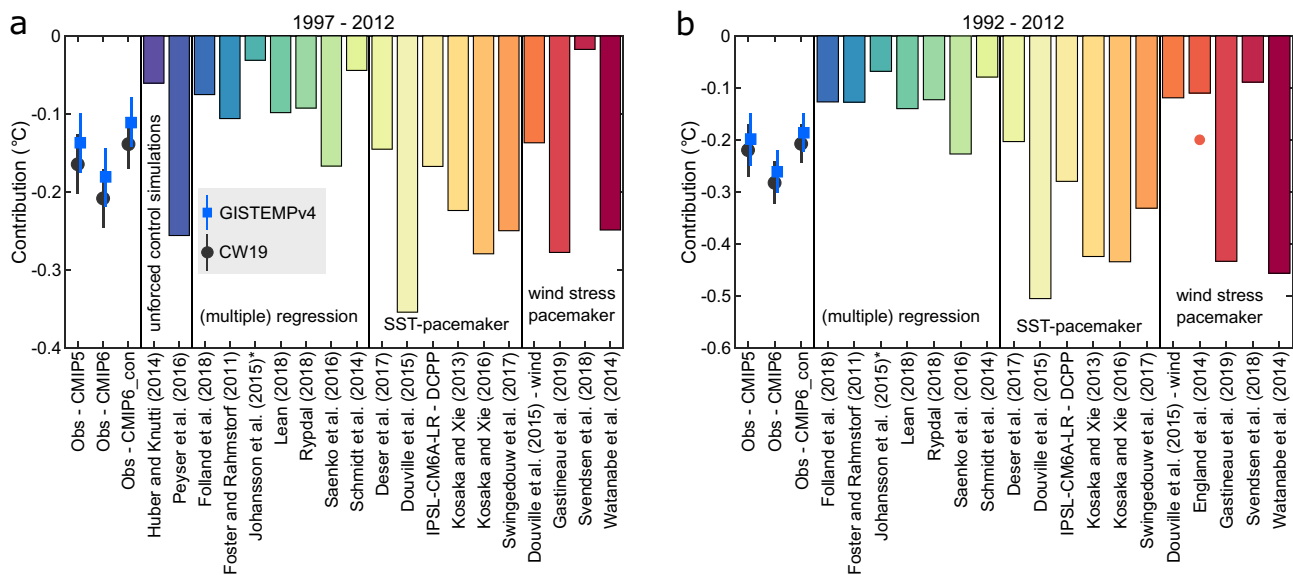 a
1997 - 2012
Contribution (°C)
0
-0.1
-0.2
-0.3
-0.4
unforced control simulations
GISTEMPv4
CW19
(multiple) regression
SST-pacemaker
wind stress
pacemaker
Obs - CMIP5
Obs - CMIP6
Obs - CMIP6_con
Huber and Knutti (2014)
Peyser et al. (2016)
Folland et al. (2018)
Foster and Rahmstorf (2011)
Johansson et al. (2015)*
Lean (2018)
Rypdal (2018)
Saenko et al. (2016)
Schmidt et al. (2014)
Deser et al. (2017)
Douville et al. (2015)
IPSL-CM6A-LR - DCPP
Kosaka and Xie (2013)
Kosaka and Xie (2016)
Swingedouw et al. (2017)
Douville et al. (2015) - wind
Gastineau et al. (2019)
Svendsen et al. (2018)
Watanabe et al. (2014)
b
1992 - 2012
Contribution (°C)
0
-0.1
-0.2
-0.3
-0.4
-0.5
-0.6
(multiple) regression
SST-pacemaker
wind stress
pacemaker
Obs - CMIP5
Obs - CMIP6
Obs - CMIP6_con
Folland et al. (2018)
Foster and Rahmstorf (2011)
Johansson et al. (2015)*
Lean (2018)
Rypdal (2018)
Saenko et al. (2016)
Schmidt et al. (2014)
Deser et al. (2017)
Douville et al. (2015)
IPSL-CM6A-LR - DCPP
Kosaka and Xie (2013)
Kosaka and Xie (2016)
Swingedouw et al. (2017)
Douville et al. (2015) - wind
England et al. (2014)
Gastineau et al. (2019)
Svendsen et al. (2018)
Watanabe et al. (2014)